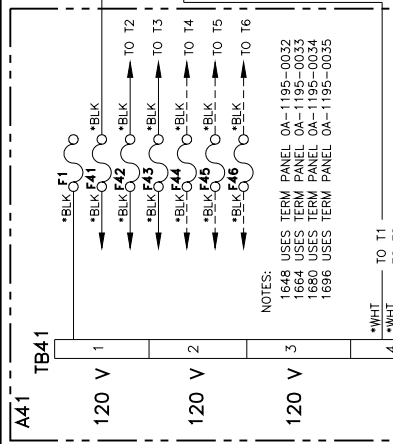 TO T2
TO T3
TO T4
TO T5
TO T6
*BLK
*BLK
*BLK
*BLK
*BLK
*BLK
F1
F41
F42
F43
F44
F45
F46
*BLK
*BLK
*BLK
*BLK
*BLK
*BLK
*BLK
NOTES:
1648 USES TERM PANEL 0A-1195-0032
1664 USES TERM PANEL 0A-1195-0033
1680 USES TERM PANEL 0A-1195-0034
1696 USES TERM PANEL 0A-1195-0035
*WHT
TO T1
*WHT
A41
TB41
1
2
3
4
120 V
120 V
120 V